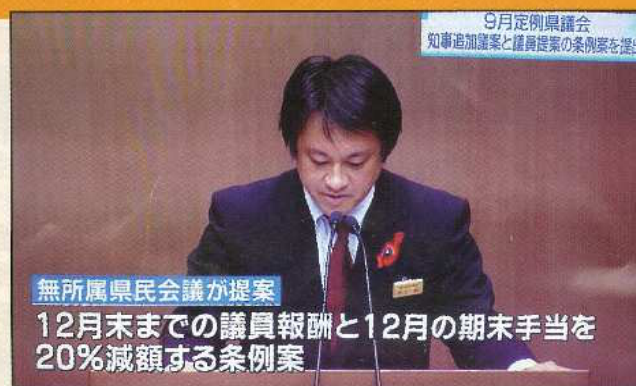 9月定例県議会
知事追加議案と議員提案の条例案を提出
無所属県民会議が提案
12月末までの議員報酬と12月の期末手当を
20%減額する条例案